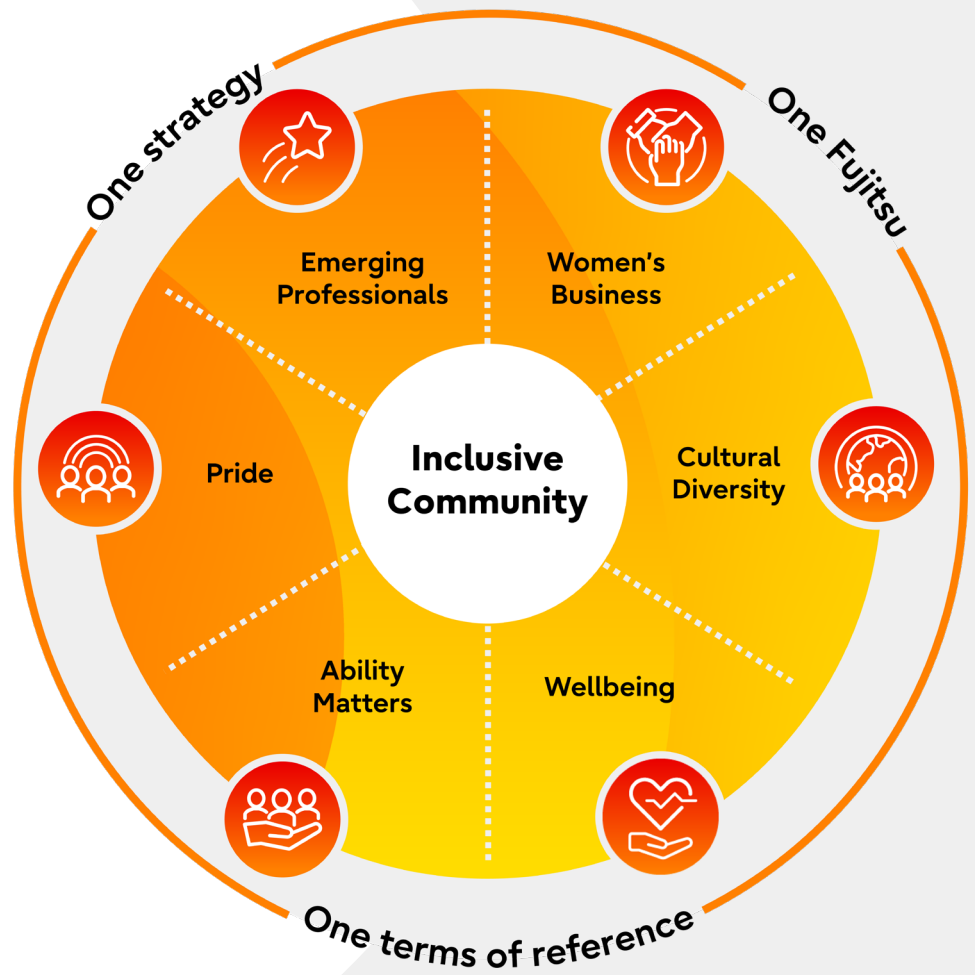 One strategy
One Fujitsu
Emerging
Professionals
Women's
Business
Pride
Inclusive
Community
Cultural
Diversity
Ability
Matters
Wellbeing
One terms of reference